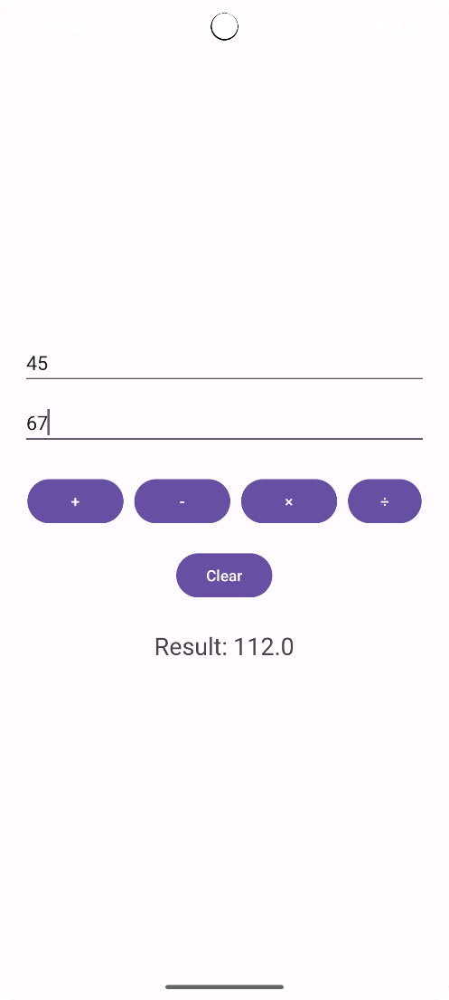 45
67
+ - × ÷
Clear
Result: 112.0